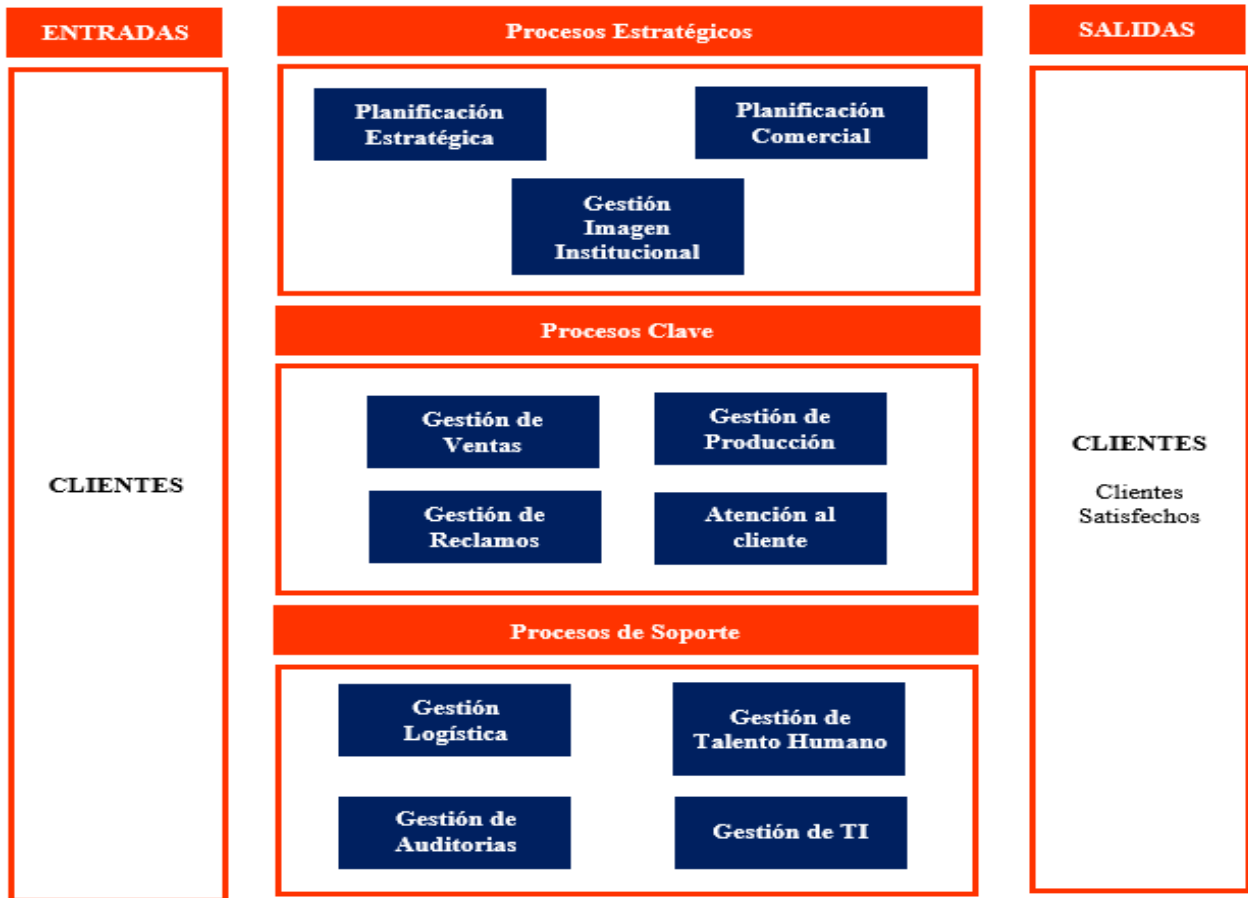 ENTRADAS
CLIENTES
Procesos Estratégicos
Planificación
Estratégica
Planificación
Comercial
Gestión
Imagen
Institucional
Procesos Clave
Gestión de
Ventas
Gestión de
Producción
Gestión de
Reclamos
Atención al
cliente
Procesos de Soporte
Gestión
Logística
Gestión de
Talento Humano
Gestión de
Auditorias
Gestión de TI
SALIDAS
CLIENTES
Clientes
Satisfechos